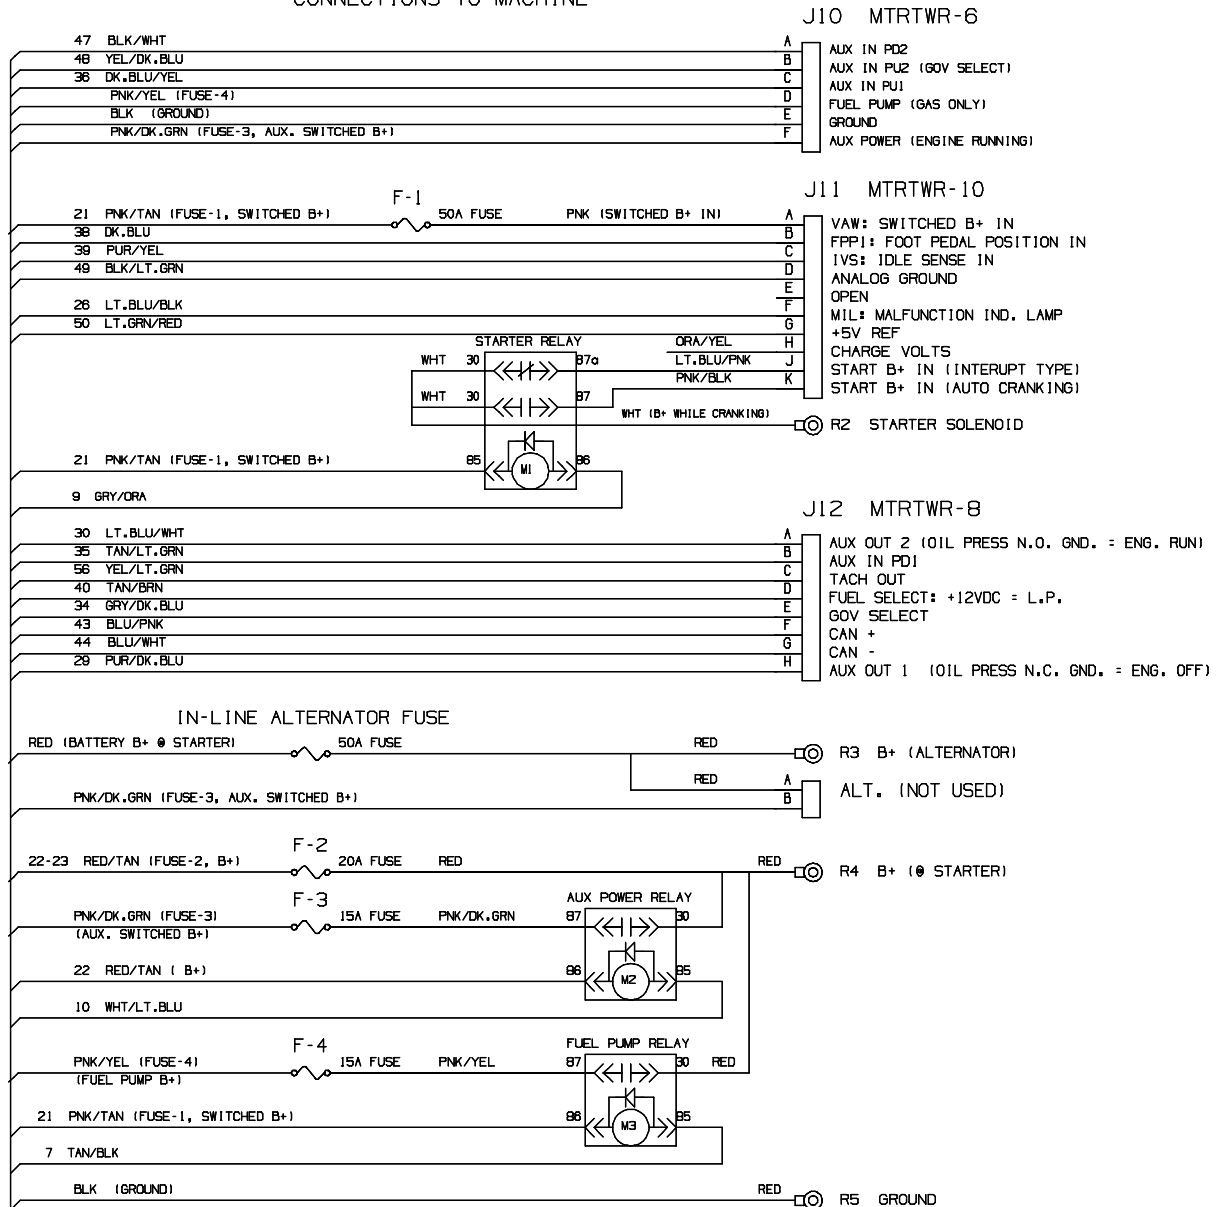 CONNECTIONS TO MACHINE
J10 MTRTWR-6
47 BLK/WHT A AUX IN PD2
48 YEL/DK.BLU B AUX IN PU2 (GOV SELECT)
36 DK.BLU/YEL C AUX IN PU1
PNK/YEL (FUSE-4) D FUEL PUMP (GAS ONLY)
BLK (GROUND) E GROUND
PNK/DK.GRN (FUSE-3, AUX. SWITCHED B+) F AUX POWER (ENGINE RUNNING)
J11 MTRTWR-10
F-1
21 PNK/TAN (FUSE-1, SWITCHED B+) 50A FUSE PNK (SWITCHED B+ IN) A VAW: SWITCHED B+ IN
38 DK.BLU B FPP1: FOOT PEDAL POSITION IN
39 PUR/YEL C IVS: IDLE SENSE IN
49 BLK/LT.GRN D ANALOG GROUND
E OPEN
26 LT.BLU/BLK F MIL: MALFUNCTION IND. LAMP
50 LT.GRN/RED G +5V REF
STARTER RELAY ORA/YEL H CHARGE VOLTS
WHT 30 87a LT.BLU/PNK J START B+ IN (INTERUPT TYPE)
PNK/BLK K START B+ IN (AUTO CRANKING)
WHT 30 87
WHT (B+ WHILE CRANKING) R2 STARTER SOLENOID
21 PNK/TAN (FUSE-1, SWITCHED B+) 85 M1 86
9 GRY/ORA
J12 MTRTWR-8
30 LT.BLU/WHT A AUX OUT 2 (OIL PRESS N.O. GND. = ENG. RUN)
35 TAN/LT.GRN B AUX IN PD1
56 YEL/LT.GRN C TACH OUT
40 TAN/BRN D FUEL SELECT: +12VDC = L.P.
34 GRY/DK.BLU E GOV SELECT
43 BLU/PNK F CAN +
44 BLU/WHT G CAN -
29 PUR/DK.BLU H AUX OUT 1 (OIL PRESS N.C. GND. = ENG. OFF)
IN-LINE ALTERNATOR FUSE
RED (BATTERY B+ @ STARTER) 50A FUSE RED R3 B+ (ALTERNATOR)
RED A ALT. (NOT USED)
PNK/DK.GRN (FUSE-3, AUX. SWITCHED B+) B
F-2
22-23 RED/TAN (FUSE-2, B+) 20A FUSE RED RED R4 B+ (@ STARTER)
F-3 AUX POWER RELAY
PNK/DK.GRN (FUSE-3) 15A FUSE PNK/DK.GRN 87 30
(AUX. SWITCHED B+)
22 RED/TAN ( B+) 86 M2 85
10 WHT/LT.BLU
F-4 FUEL PUMP RELAY
PNK/YEL (FUSE-4) 15A FUSE PNK/YEL 87 30 RED
(FUEL PUMP B+)
21 PNK/TAN (FUSE-1, SWITCHED B+) 86 M3 85
7 TAN/BLK
BLK (GROUND) RED R5 GROUND